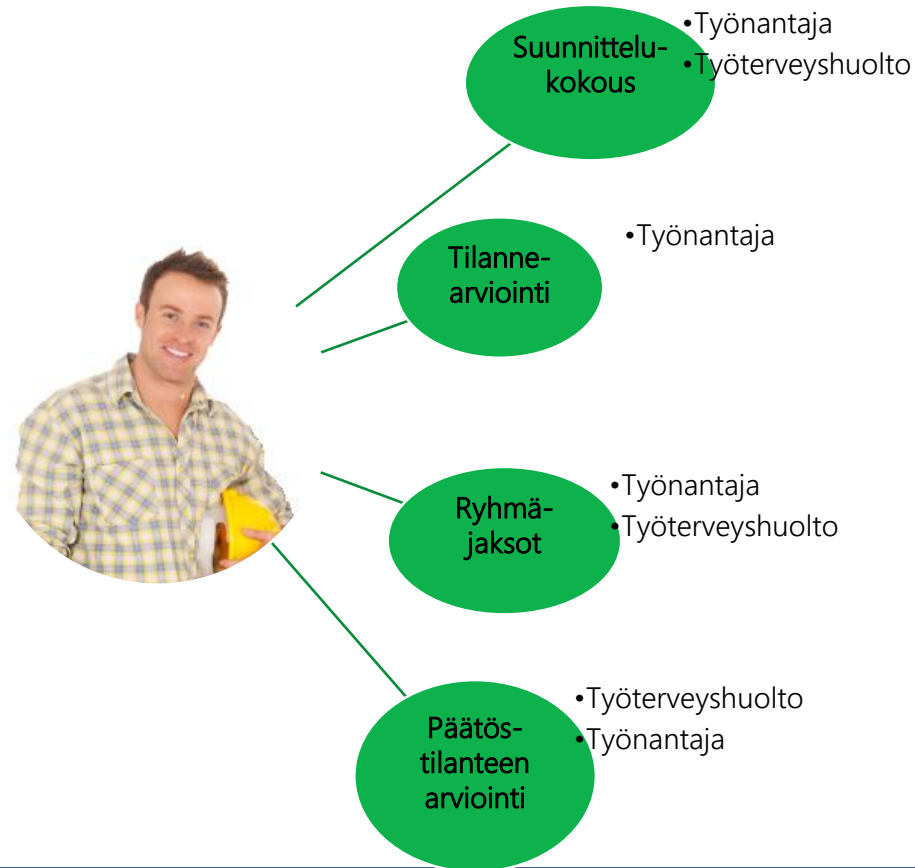 Suunnittelu-
kokous
•Työnantaja
•Työterveyshuolto
Tilanne-
arviointi
•Työnantaja
Ryhmä-
jaksot
•Työnantaja
•Työterveyshuolto
Päätös-
tilanteen
arviointi
•Työterveyshuolto
•Työnantaja